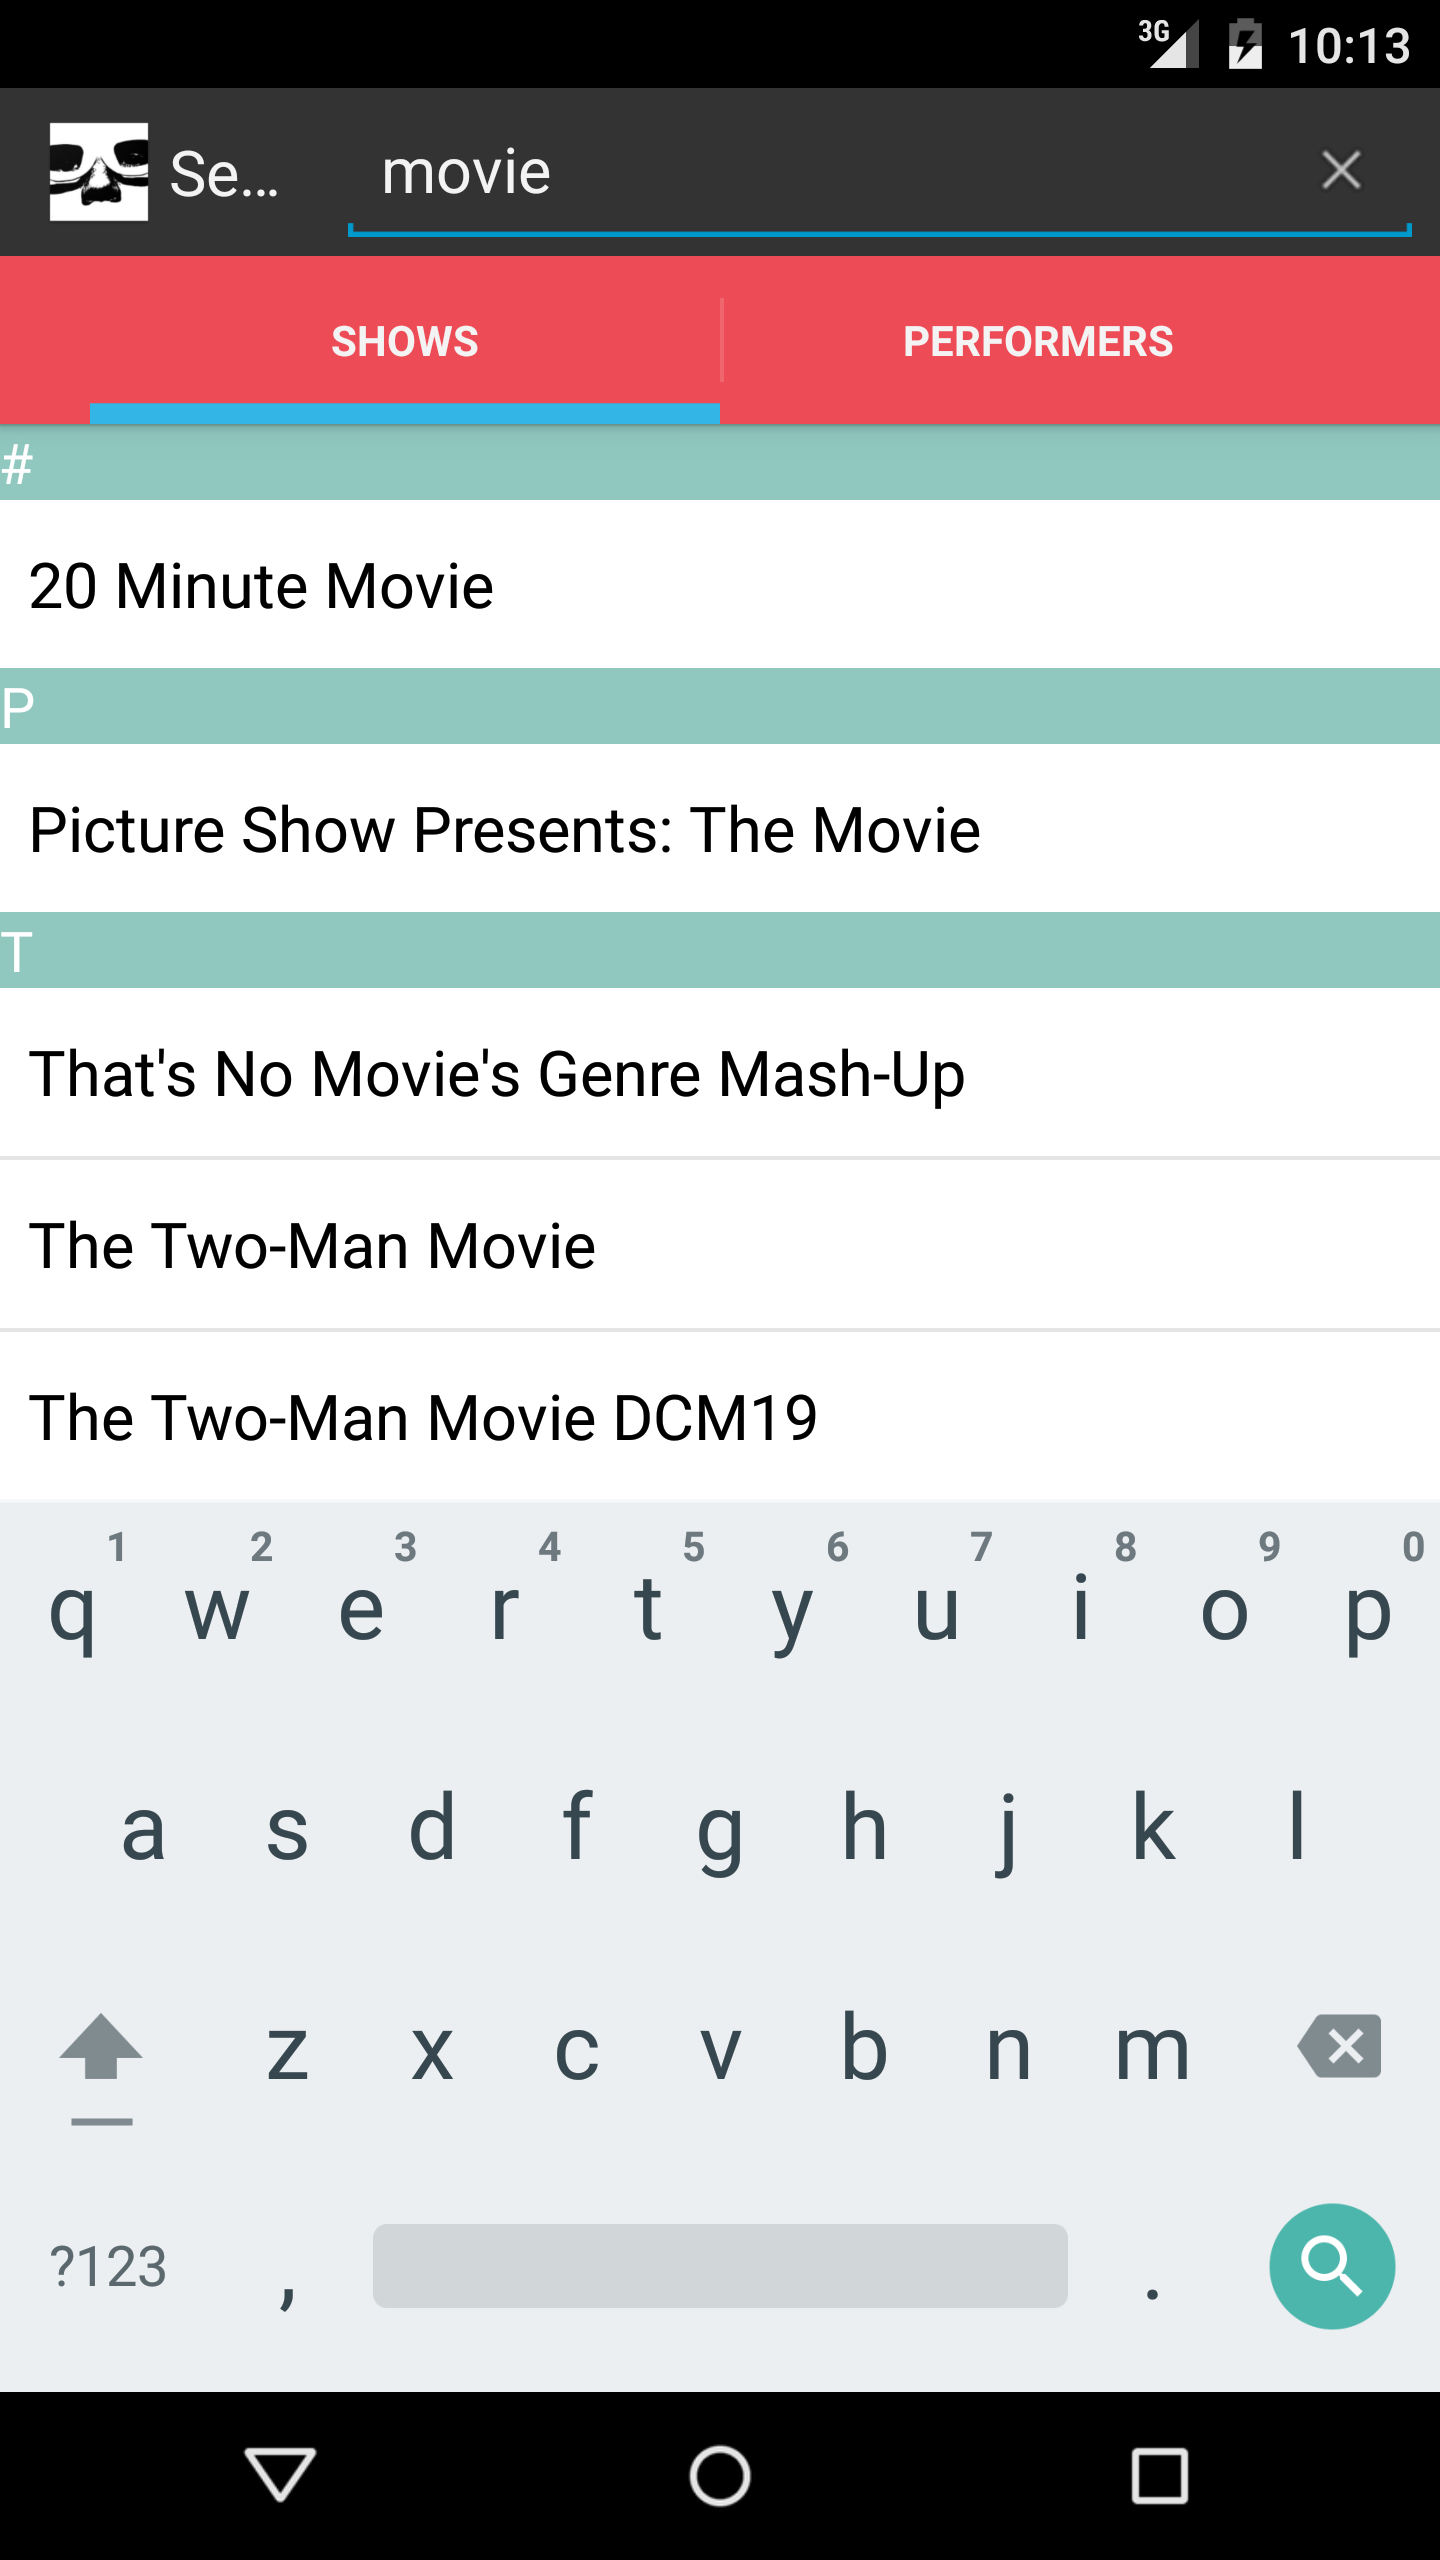 3G 10:13
Se... movie
SHOWS PERFORMERS
#
20 Minute Movie
P
Picture Show Presents: The Movie
T
That's No Movie's Genre Mash-Up
The Two-Man Movie
The Two-Man Movie DCM19
1 2 3 4 5 6 7 8 9 0
q w e r t y u i o p
a s d f g h j k l
z x c v b n m
?123 , .